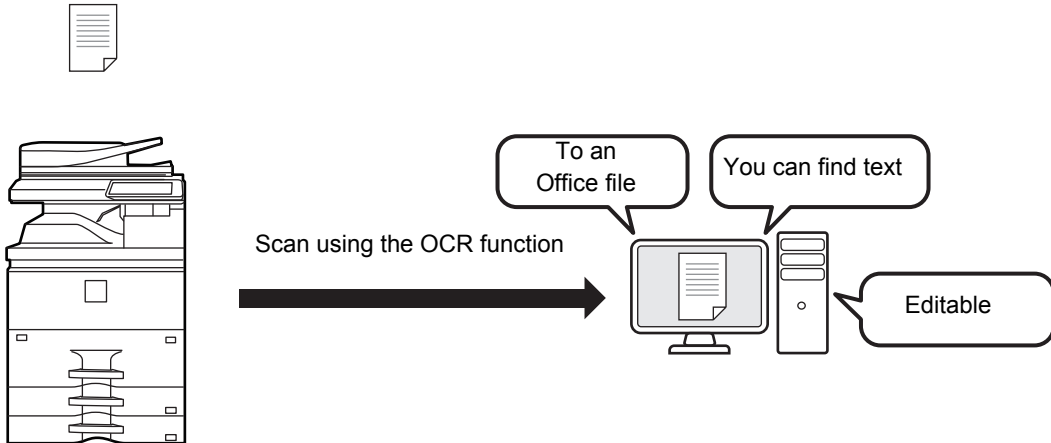 To an
Office file
You can find text
Scan using the OCR function
Editable